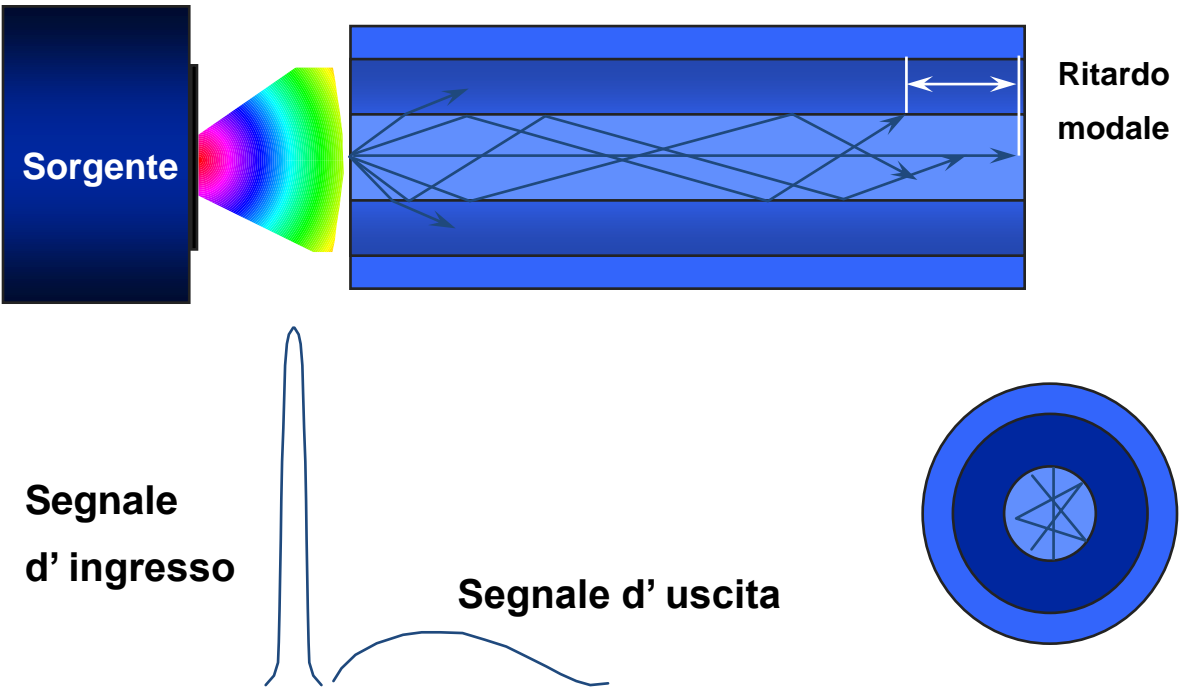 Sorgente
Ritardo
modale
Segnale
d' ingresso
Segnale d' uscita